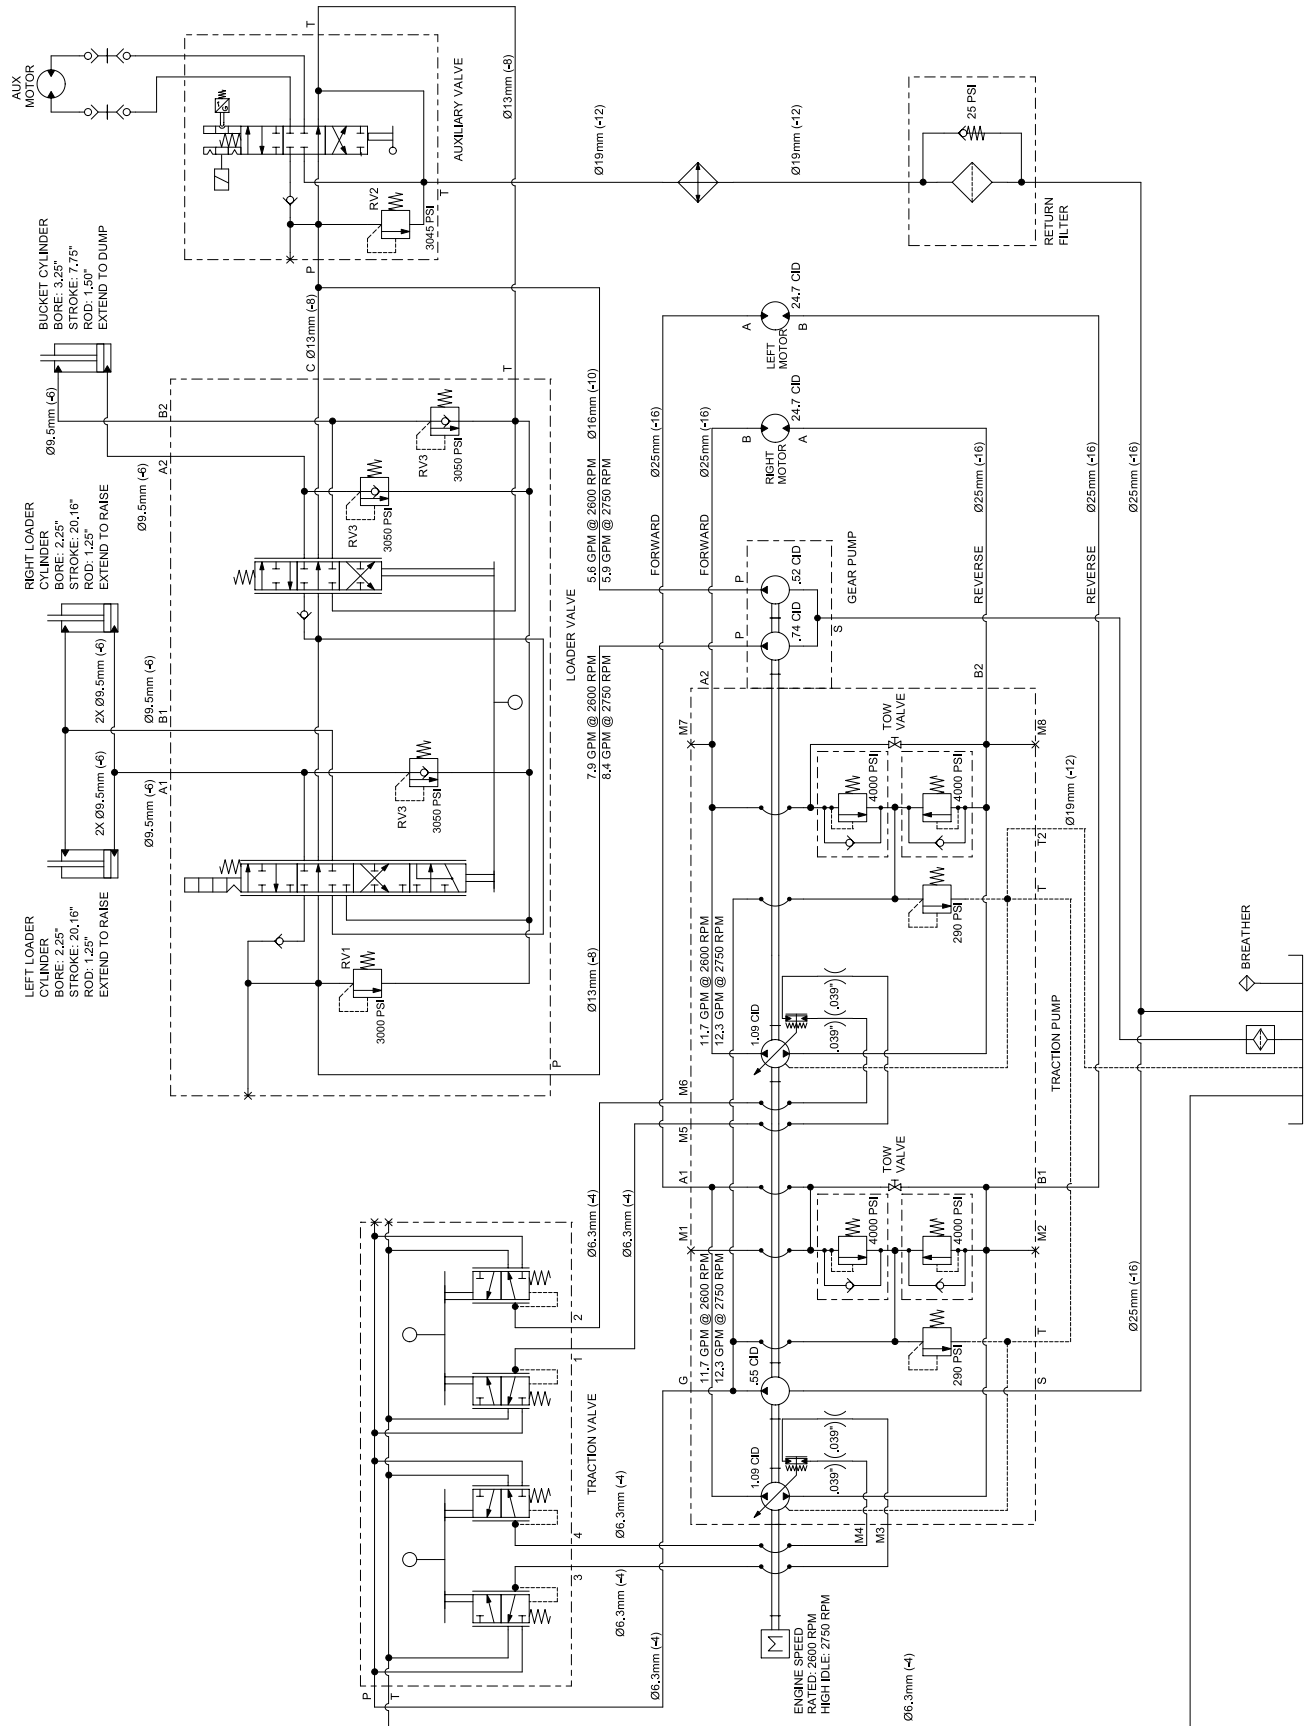 AUX
MOTOR
T
Ø13mm (-8)
AUXILIARY VALVE
RV2
3045 PSI
T
P
Ø19mm (-12)
Ø19mm (-12)
25 PSI
RETURN
FILTER
BUCKET CYLINDER
BORE: 3.25"
STROKE: 7.75"
ROD: 1.50"
EXTEND TO DUMP
Ø9.5mm (-6)
B2
A2
Ø9.5mm (-6)
C Ø13mm (-8)
T
RV3
3050 PSI
RV3
3050 PSI
RIGHT LOADER
CYLINDER
BORE: 2.25"
STROKE: 20.16"
ROD: 1.25"
EXTEND TO RAISE
2X Ø9.5mm (-6)
Ø9.5mm (-6)
B1
2X Ø9.5mm (-6)
Ø9.5mm (-6)
A1
LEFT LOADER
CYLINDER
BORE: 2.25"
STROKE: 20.16"
ROD: 1.25"
EXTEND TO RAISE
RV3
3050 PSI
RV1
3000 PSI
LOADER VALVE
P
Ø13mm (-8)
Ø16mm (-10)
5.6 GPM @ 2600 RPM
5.9 GPM @ 2750 RPM
7.9 GPM @ 2600 RPM
8.4 GPM @ 2750 RPM
Ø25mm (-16)
FORWARD
Ø25mm (-16)
FORWARD
A
LEFT
MOTOR
B
24.7 CID
B
RIGHT
MOTOR
A
24.7 CID
Ø25mm (-16)
REVERSE
Ø25mm (-16)
REVERSE
Ø25mm (-16)
P
P
.52 CID
.74 CID
S
GEAR PUMP
A2
B2
M7
M8
TOW
VALVE
4000 PSI
4000 PSI
290 PSI
T
T2
Ø19mm (-12)
11.7 GPM @ 2600 RPM
12.3 GPM @ 2750 RPM
1.09 CID
.039"
.039"
M6
M5
TRACTION PUMP
BREATHER
A1
B1
M1
M2
TOW
VALVE
4000 PSI
4000 PSI
290 PSI
T
11.7 GPM @ 2600 RPM
12.3 GPM @ 2750 RPM
G
.55 CID
S
Ø25mm (-16)
1.09 CID
.039"
.039"
M4
M3
Ø6.3mm (-4)
Ø6.3mm (-4)
2
1
TRACTION VALVE
4
3
Ø6.3mm (-4)
Ø6.3mm (-4)
P
T
Ø6.3mm (-4)
M
ENGINE SPEED
RATED: 2600 RPM
HIGH IDLE: 2750 RPM
Ø6.3mm (-4)